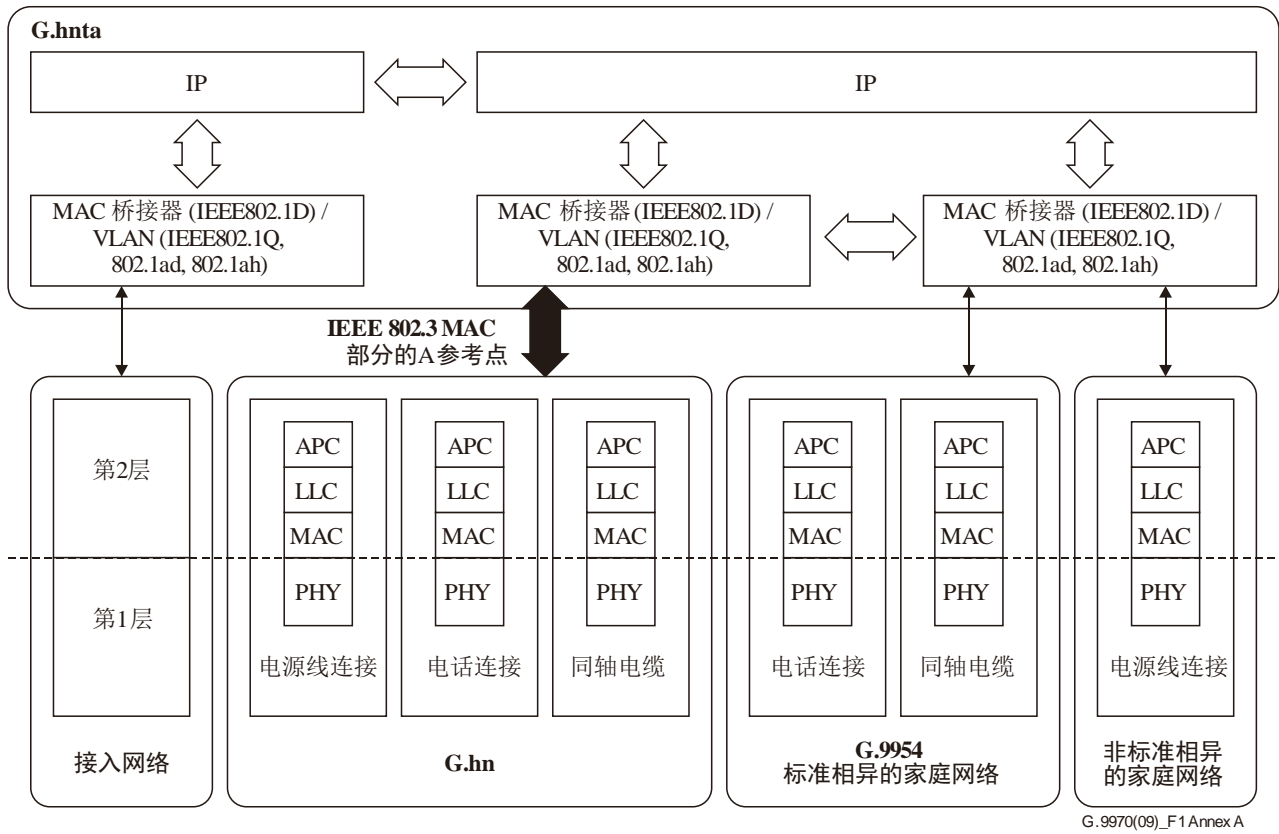 G.hnta
IP
IP
MAC 桥接器 (IEEE802.1D) /
VLAN (IEEE802.1Q,
802.1ad, 802.1ah)
MAC 桥接器 (IEEE802.1D) /
VLAN (IEEE802.1Q,
802.1ad, 802.1ah)
MAC 桥接器 (IEEE802.1D) /
VLAN (IEEE802.1Q,
802.1ad, 802.1ah)
IEEE 802.3 MAC
部分的A参考点
第2层
第1层
接入网络
APC
LLC
MAC
PHY
电源线连接
APC
LLC
MAC
PHY
电话连接
APC
LLC
MAC
PHY
同轴电缆
G.hn
APC
LLC
MAC
PHY
电话连接
APC
LLC
MAC
PHY
同轴电缆
G.9954
标准相异的家庭网络
APC
LLC
MAC
PHY
电源线连接
非标准相异
的家庭网络
G.9970(09)_F1 Annex A